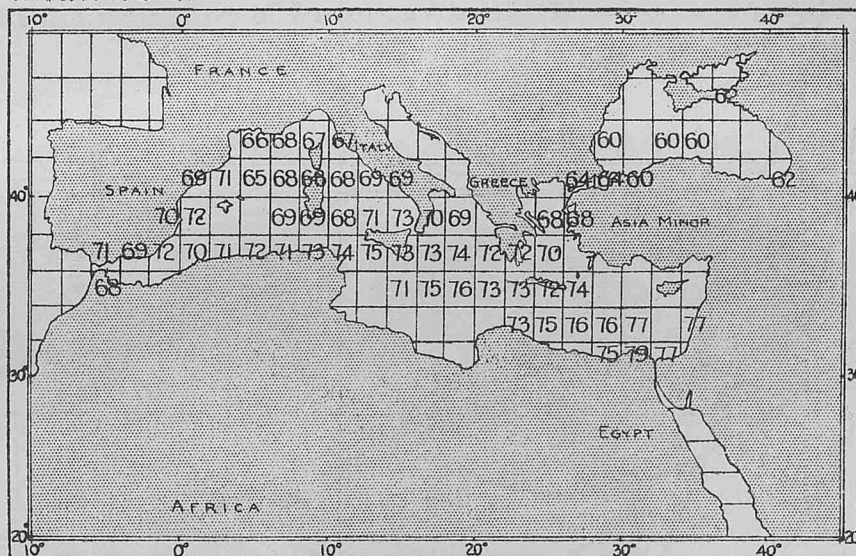 10° 0° 10° 20° 30° 40°
FRANCE
62
66 68 67 67 ITALY 60 60 60
SPAIN 69 71 65 68 66 68 69 69 GREECE 64 64 60 62
40° 40°
70 72 69 69 68 71 73 70 69 68 68 ASIA MINOR
71 69 72 70 71 72 71 73 74 75 73 73 74 72 72 70 7
68 71 75 76 73 73 72 74
73 75 76 76 77 77
75 79 77
30° 30°
EGYPT
AFRICA
20° 20°
10° 0° 10° 20° 30° 40°